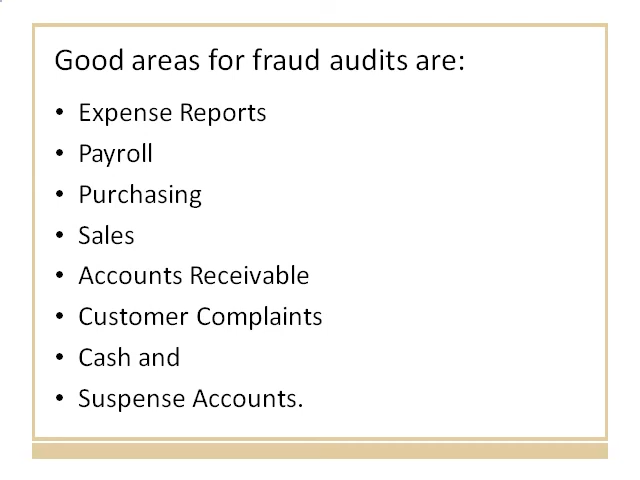 Good areas for fraud audits are:
• Expense Reports
• Payroll
• Purchasing
• Sales
• Accounts Receivable
• Customer Complaints
• Cash and
• Suspense Accounts.